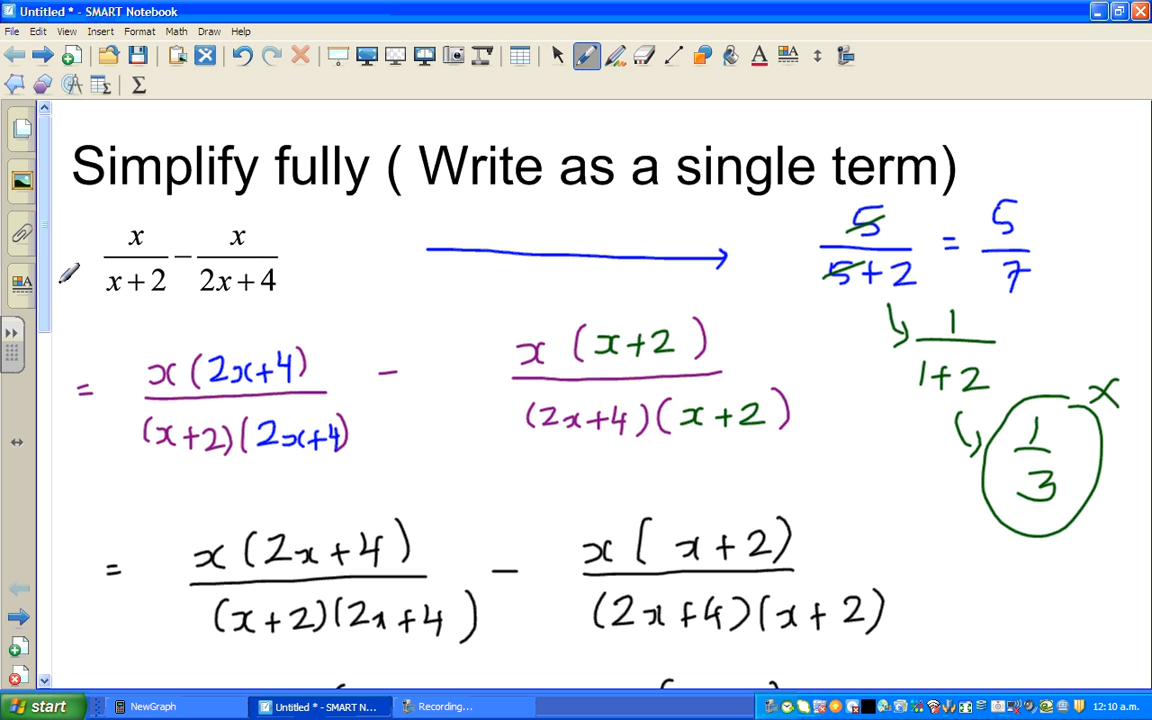 Untitled * - SMART Notebook
File Edit View Insert Format Math Draw Help
Simplify fully ( Write as a single term)
x/(x + 2) − x/(2x + 4)
5/(5+2) = 5/7
1/(1+2)
1/3 x
= x(2x+4)/((x+2)(2x+4)) - x(x+2)/((2x+4)(x+2))
= x(2x+4)/((x+2)(2x+4)) - x(x+2)/((2x+4)(x+2))
start NewGraph Untitled * - SMART N... Recording... 12:10 a.m.